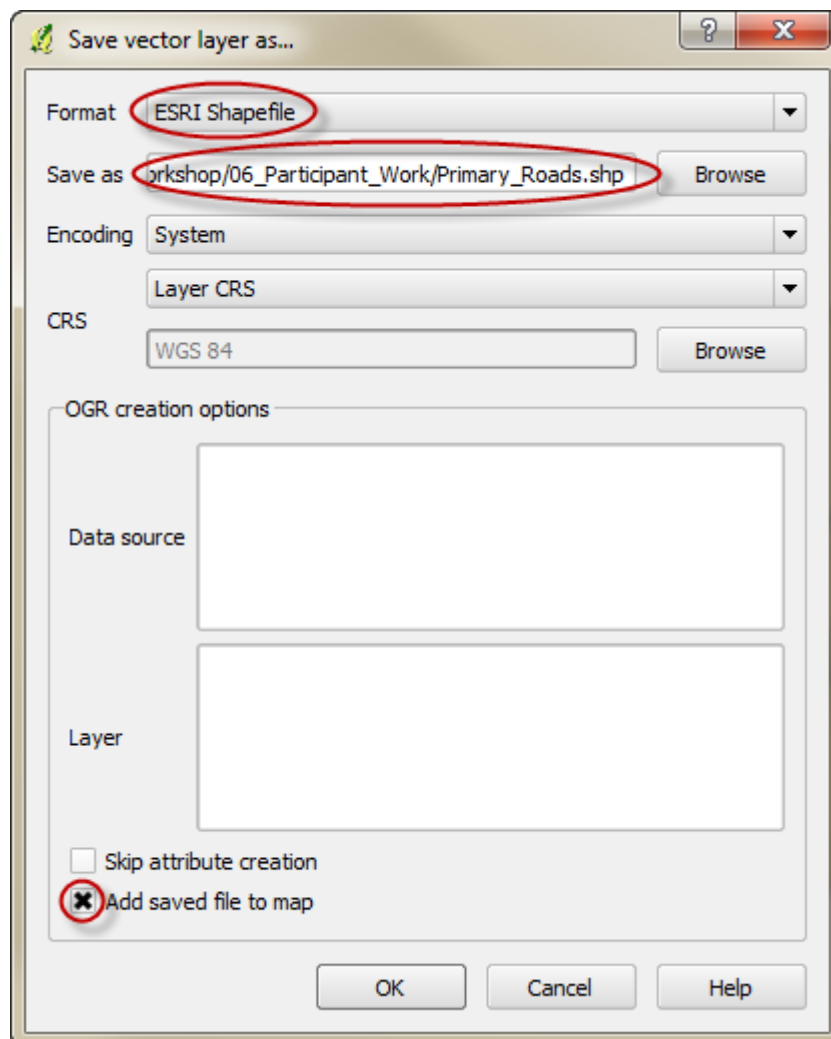 Save vector layer as...
Format ESRI Shapefile
Save as orkshop/06_Participant_Work/Primary_Roads.shp Browse
Encoding System
Layer CRS
CRS
WGS 84 Browse
OGR creation options
Data source
Layer
Skip attribute creation
Add saved file to map
OK Cancel Help